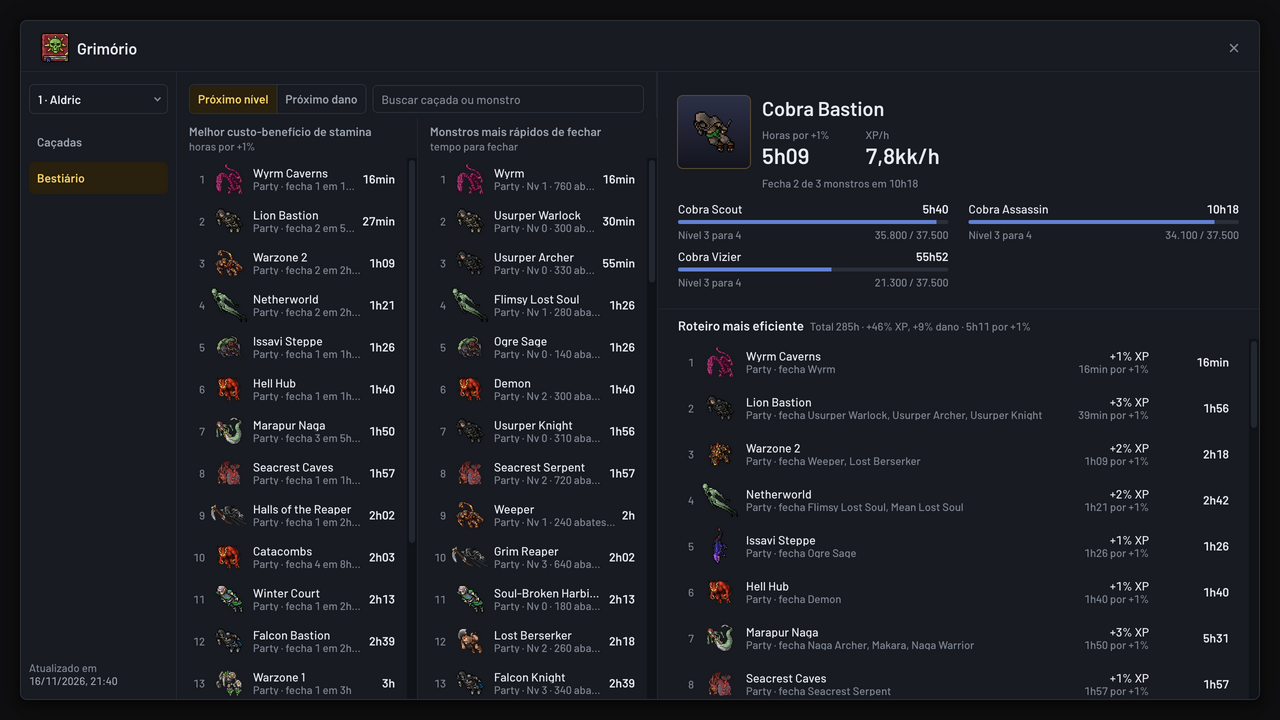 Grimório
1 · Aldric
Caçadas
Bestiário
Atualizado em
16/11/2026, 21:40
Próximo nível
Próximo dano
Buscar caçada ou monstro
Melhor custo-benefício de stamina
horas por +1%
1 Wyrm Caverns 16min
Party · fecha 1 em 1...
2 Lion Bastion 27min
Party · fecha 2 em 5...
3 Warzone 2 1h09
Party · fecha 2 em 2h...
4 Netherworld 1h21
Party · fecha 2 em 2h...
5 Issavi Steppe 1h26
Party · fecha 1 em 1h...
6 Hell Hub 1h40
Party · fecha 1 em 1h...
7 Marapur Naga 1h50
Party · fecha 3 em 5h...
8 Seacrest Caves 1h57
Party · fecha 1 em 1h...
9 Halls of the Reaper 2h02
Party · fecha 1 em 2h...
10 Catacombs 2h03
Party · fecha 4 em 8h...
11 Winter Court 2h13
Party · fecha 1 em 2h...
12 Falcon Bastion 2h39
Party · fecha 1 em 2h...
13 Warzone 1 3h
Party · fecha 1 em 3h
Monstros mais rápidos de fechar
tempo para fechar
1 Wyrm 16min
Party · Nv 1 · 760 ab...
2 Usurper Warlock 30min
Party · Nv 0 · 300 ab...
3 Usurper Archer 55min
Party · Nv 0 · 330 ab...
4 Flimsy Lost Soul 1h26
Party · Nv 1 · 280 aba...
5 Ogre Sage 1h26
Party · Nv 0 · 140 aba...
6 Demon 1h40
Party · Nv 2 · 300 aba...
7 Usurper Knight 1h56
Party · Nv 0 · 310 aba...
8 Seacrest Serpent 1h57
Party · Nv 2 · 720 aba...
9 Weeper 2h
Party · Nv 1 · 240 abates...
10 Grim Reaper 2h02
Party · Nv 3 · 640 aba...
11 Soul-Broken Harbi... 2h13
Party · Nv 0 · 180 aba...
12 Lost Berserker 2h18
Party · Nv 2 · 260 aba...
13 Falcon Knight 2h39
Party · Nv 3 · 340 aba...
Cobra Bastion
Horas por +1% XP/h
5h09 7,8kk/h
Fecha 2 de 3 monstros em 10h18
Cobra Scout 5h40
Nível 3 para 4 35.800 / 37.500
Cobra Assassin 10h18
Nível 3 para 4 34.100 / 37.500
Cobra Vizier 55h52
Nível 3 para 4 21.300 / 37.500
Roteiro mais eficiente Total 285h · +46% XP, +9% dano · 5h11 por +1%
1 Wyrm Caverns +1% XP 16min
Party · fecha Wyrm 16min por +1%
2 Lion Bastion +3% XP 1h56
Party · fecha Usurper Warlock, Usurper Archer, Usurper Knight 39min por +1%
3 Warzone 2 +2% XP 2h18
Party · fecha Weeper, Lost Berserker 1h09 por +1%
4 Netherworld +2% XP 2h42
Party · fecha Flimsy Lost Soul, Mean Lost Soul 1h21 por +1%
5 Issavi Steppe +1% XP 1h26
Party · fecha Ogre Sage 1h26 por +1%
6 Hell Hub +1% XP 1h40
Party · fecha Demon 1h40 por +1%
7 Marapur Naga +3% XP 5h31
Party · fecha Naga Archer, Makara, Naga Warrior 1h50 por +1%
8 Seacrest Caves +1% XP 1h57
Party · fecha Seacrest Serpent 1h57 por +1%